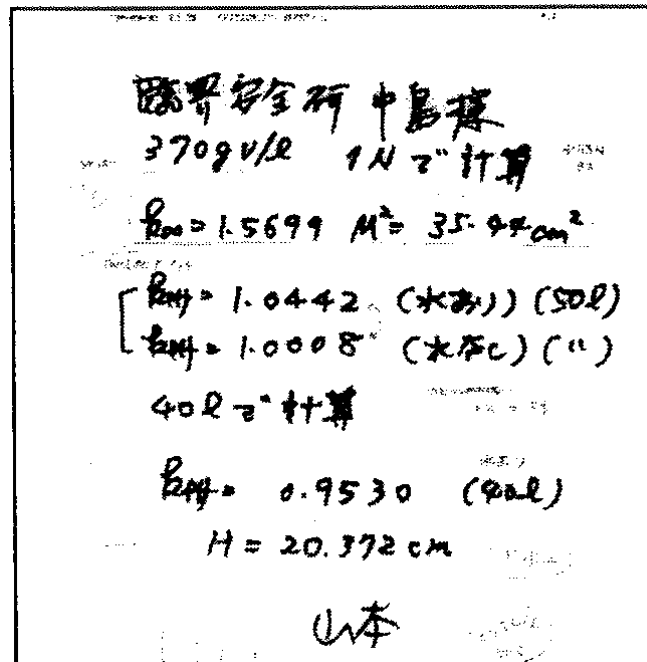 臨界安全研 中島様
370gU/l 1Nで計算
k∞=1.5699 M²= 35.44cm²
keff= 1.0442 (水あり) (50l)
keff= 1.0008 (水なし) (〃)
40lで計算
keff= 0.9530 (40l)
H = 20.372cm
山本